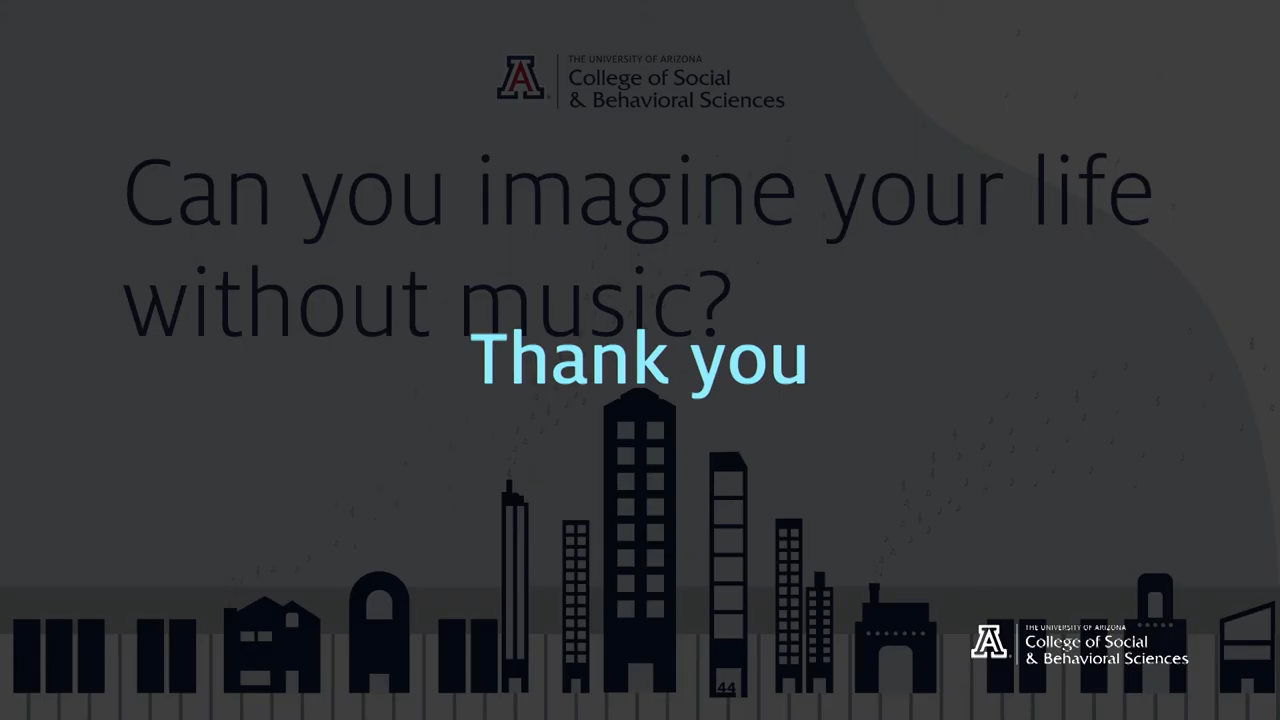 THE UNIVERSITY OF ARIZONA
College of Social
& Behavioral Sciences
Can you imagine your life
without music?
Thank you
THE UNIVERSITY OF ARIZONA
College of Social
& Behavioral Sciences
44